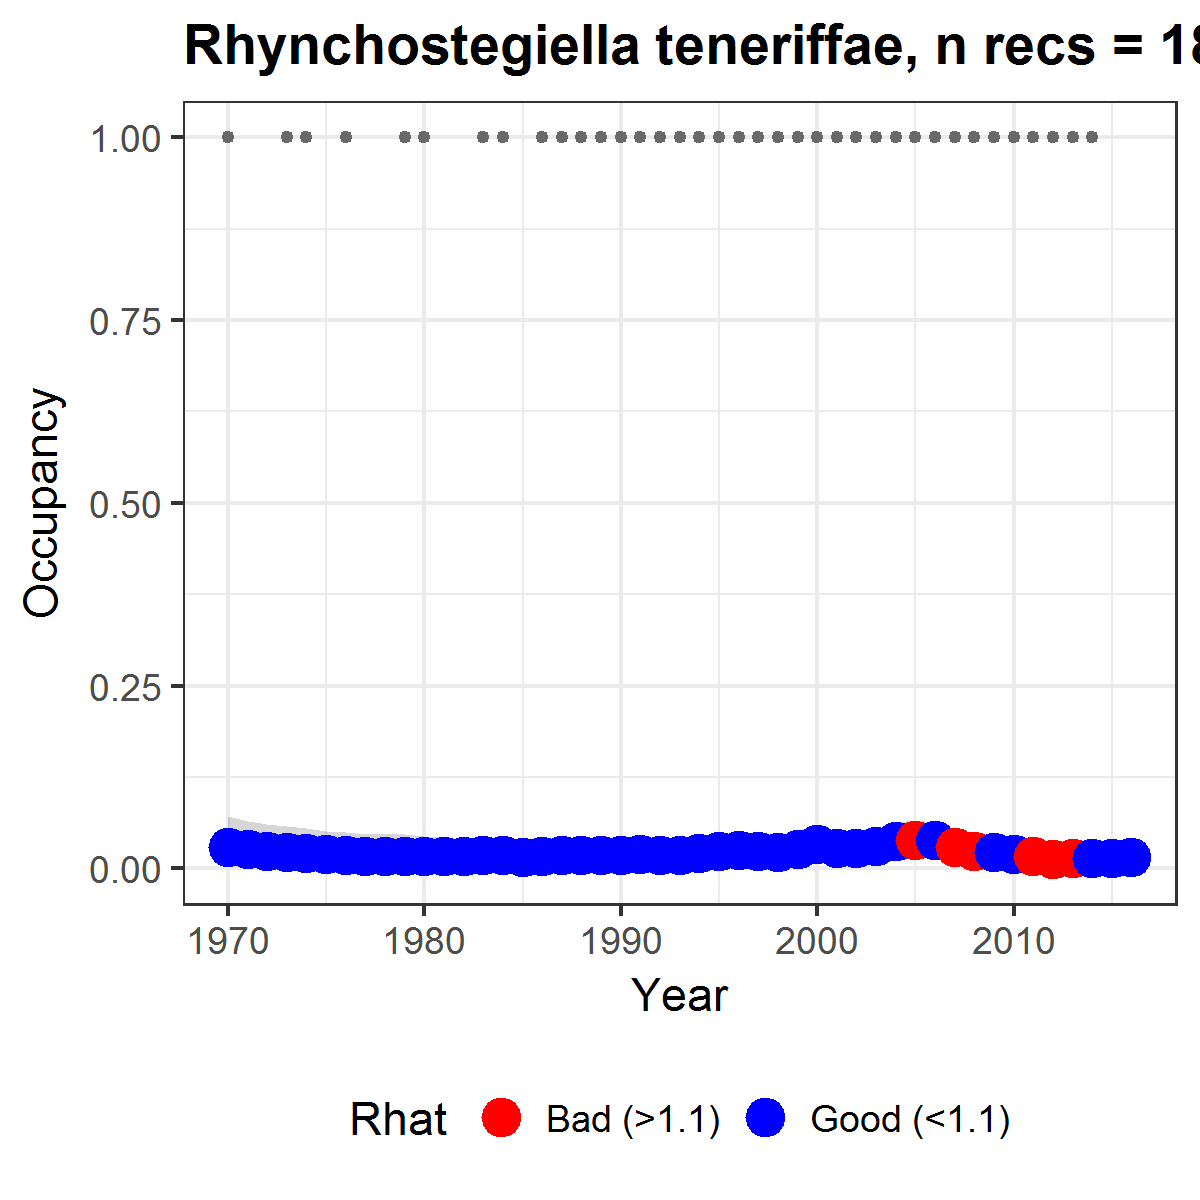 Rhynchostegiella teneriffae, n recs = 18
1.00
0.75
0.50
0.25
0.00
Occupancy
1970 1980 1990 2000 2010
Year
Rhat Bad (>1.1) Good (<1.1)